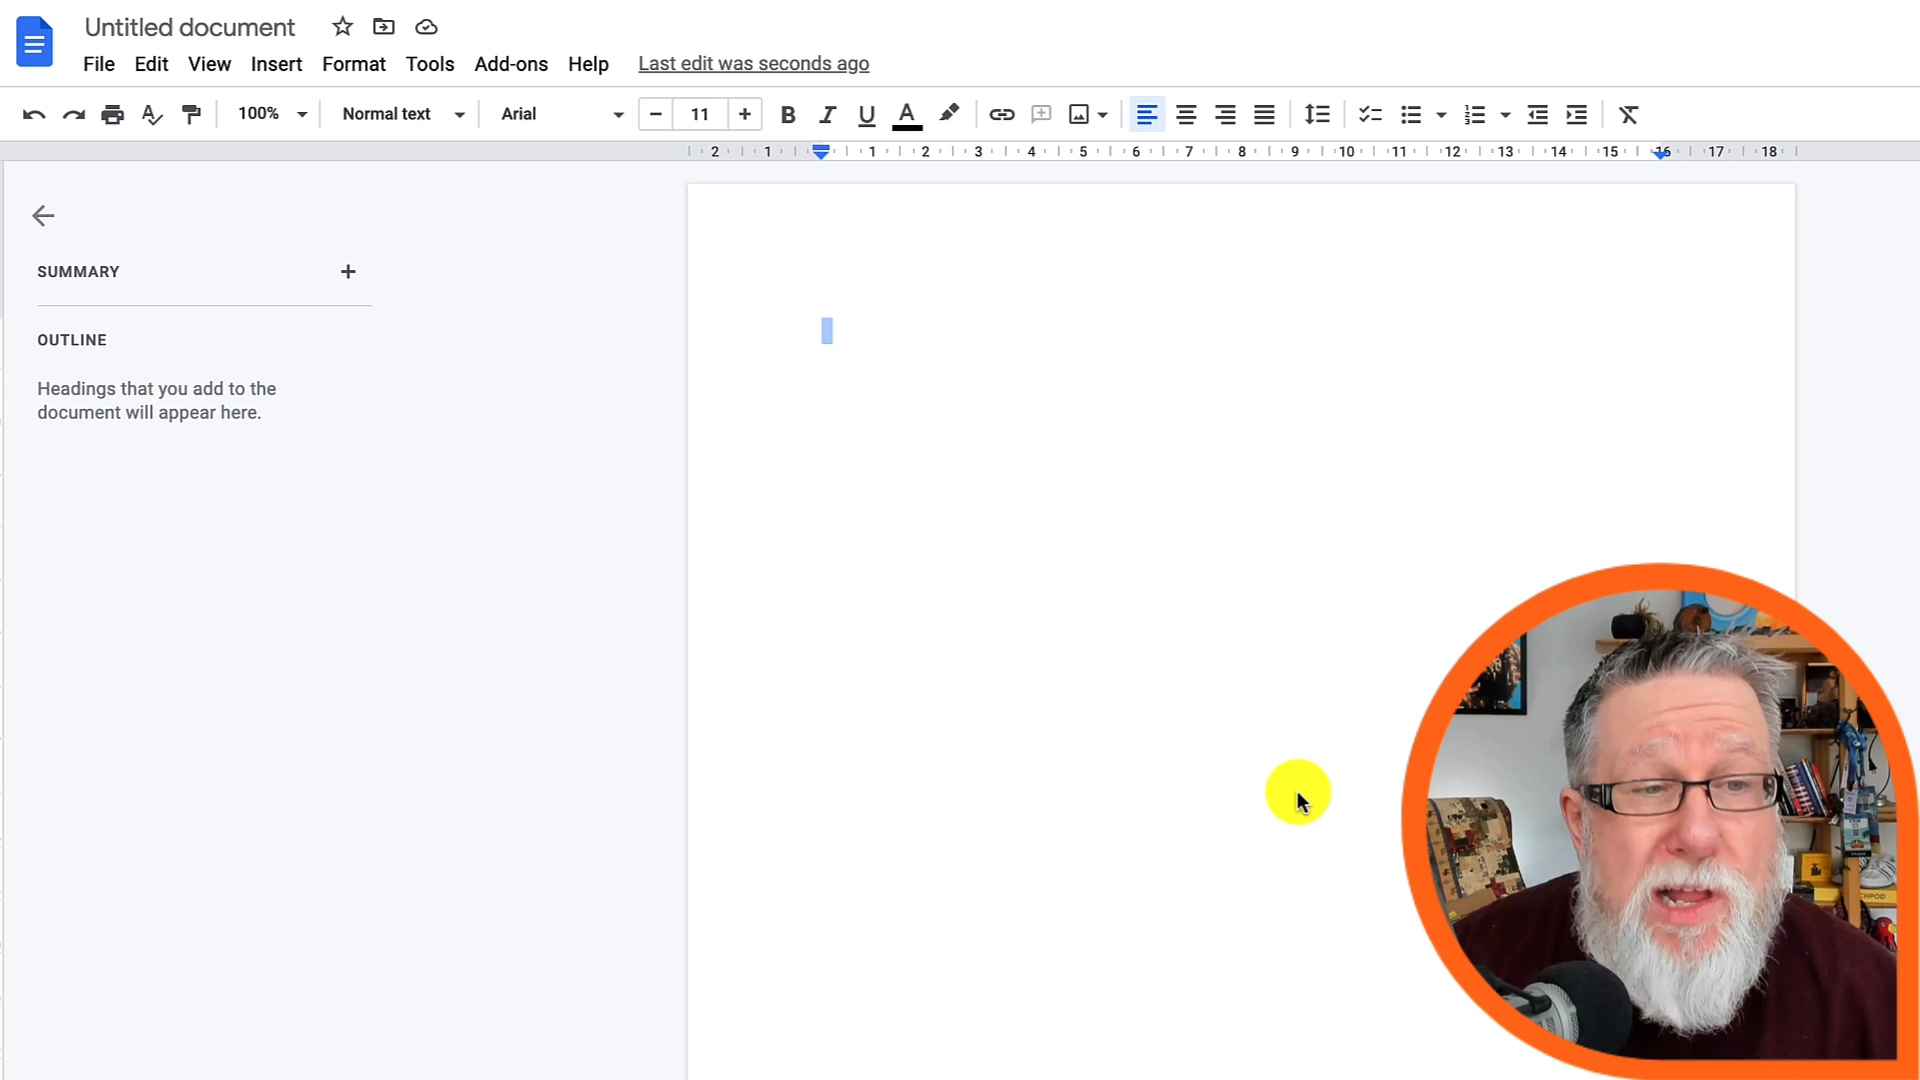 Untitled document
File Edit View Insert Format Tools Add-ons Help Last edit was seconds ago
100% Normal text Arial 11 B I U A
2 1 1 2 3 4 5 6 7 8 9 10 11 12 13 14 15 16 17 18
SUMMARY
OUTLINE
Headings that you add to the
document will appear here.